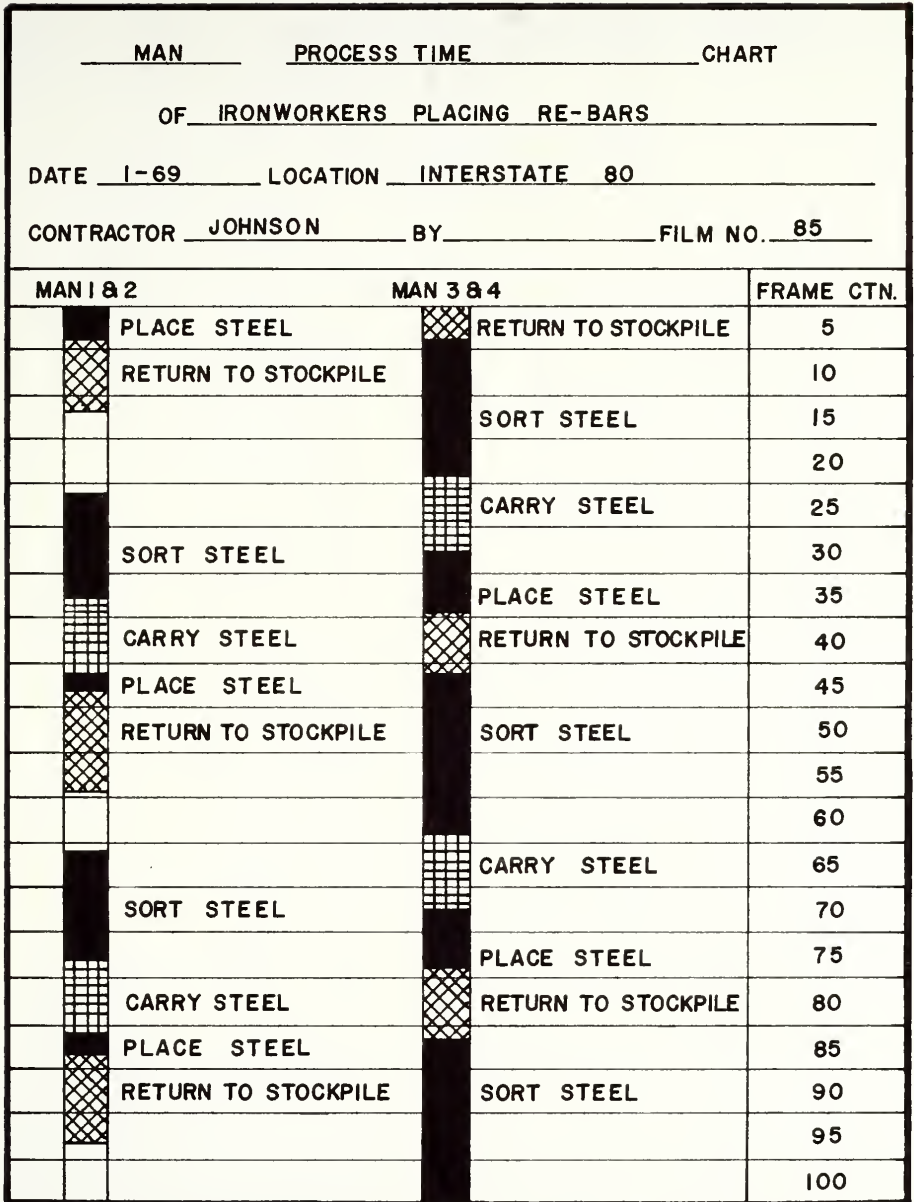 MAN PROCESS TIME CHART
OF IRONWORKERS PLACING RE-BARS
DATE 1-69 LOCATION INTERSTATE 80
CONTRACTOR JOHNSON BY FILM NO. 85
MAN 1 & 2 MAN 3 & 4 FRAME CTN.
PLACE STEEL RETURN TO STOCKPILE 5
RETURN TO STOCKPILE 10
SORT STEEL 15
20
CARRY STEEL 25
SORT STEEL 30
PLACE STEEL 35
CARRY STEEL RETURN TO STOCKPILE 40
PLACE STEEL 45
RETURN TO STOCKPILE SORT STEEL 50
55
60
CARRY STEEL 65
SORT STEEL 70
PLACE STEEL 75
CARRY STEEL RETURN TO STOCKPILE 80
PLACE STEEL 85
RETURN TO STOCKPILE SORT STEEL 90
95
100